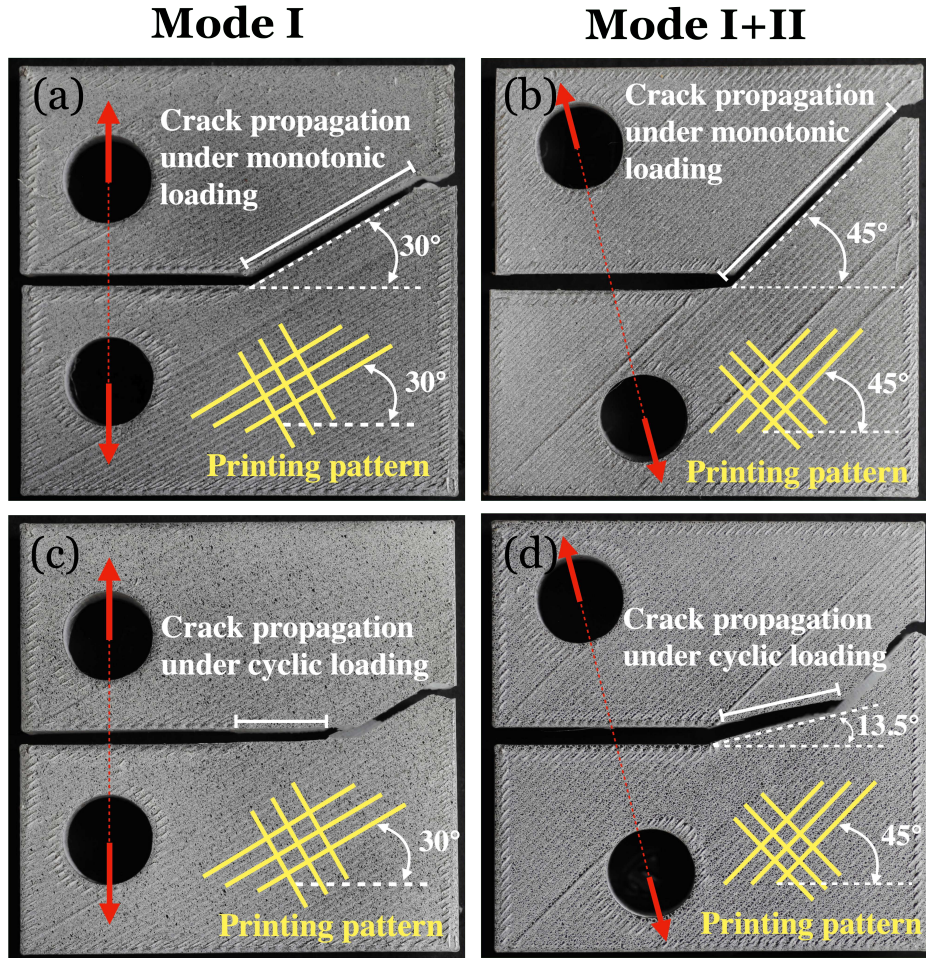 Mode I
Mode I+II
(a)
Crack propagation
under monotonic
loading
30°
30°
Printing pattern
(b)
Crack propagation
under monotonic
loading
45°
45°
Printing pattern
(c)
Crack propagation
under cyclic loading
30°
Printing pattern
(d)
Crack propagation
under cyclic loading
13.5°
45°
Printing pattern